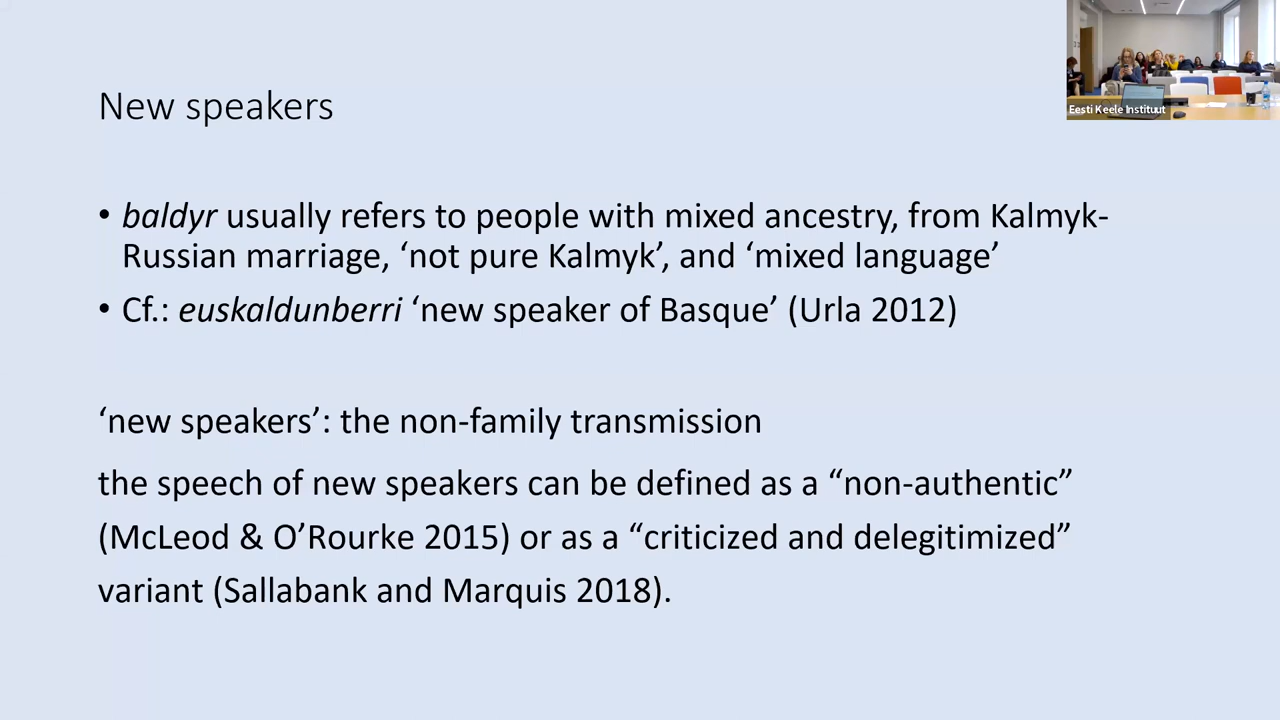 Eesti Keele Instituut
New speakers
• baldyr usually refers to people with mixed ancestry, from Kalmyk-
Russian marriage, ‘not pure Kalmyk’, and ‘mixed language’
• Cf.: euskaldunberri ‘new speaker of Basque’ (Urla 2012)
‘new speakers’: the non-family transmission
the speech of new speakers can be defined as a “non-authentic”
(McLeod & O’Rourke 2015) or as a “criticized and delegitimized”
variant (Sallabank and Marquis 2018).